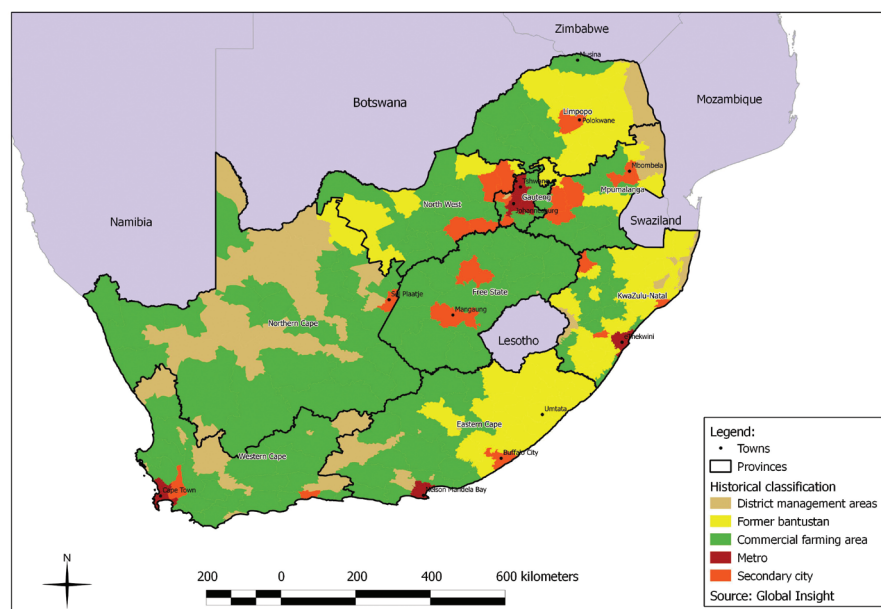 Zimbabwe
Musina
Botswana
Mozambique
Limpopo
Polokwane
Mbombela
North West
Gauteng
Mpumalanga
Johannesburg
Namibia
Swaziland
Free State
KwaZulu-Natal
Plaatje
Mangaung
Northern Cape
Lesotho
Umtata
Eastern Cape
Western Cape
Buffalo City
Cape Town
Nelson Mandela Bay
Legend:
Towns
Provinces
Historical classification
District management areas
Former bantustan
Commercial farming area
Metro
Secondary city
Source: Global Insight
N
200 0 200 400 600 kilometers